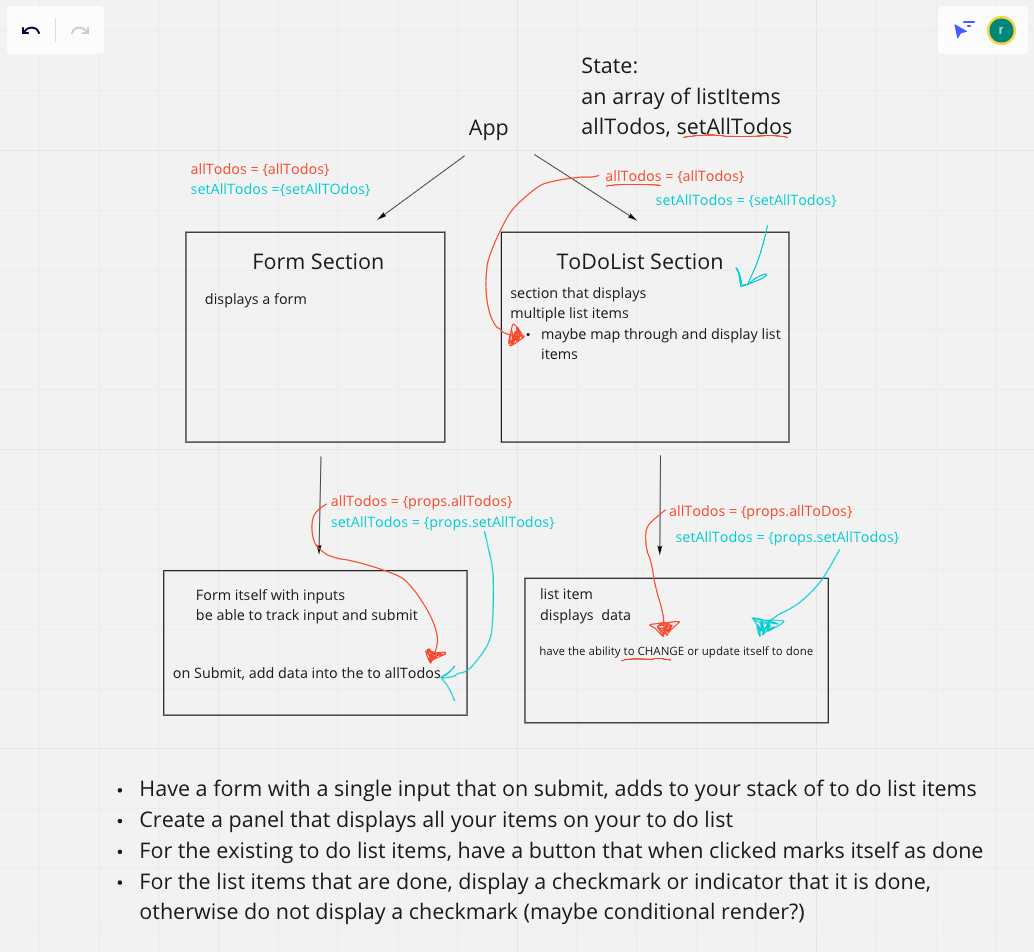 r
State:
an array of listItems
allTodos, setAllTodos
App
allTodos = {allTodos}
setAllTodos ={setAllTOdos}
allTodos = {allTodos}
setAllTodos = {setAllTodos}
Form Section
displays a form
ToDoList Section
section that displays
multiple list items
• maybe map through and display list
items
allTodos = {props.allTodos}
setAllTodos = {props.setAllTodos}
allTodos = {props.allToDos}
setAllTodos = {props.setAllTodos}
Form itself with inputs
be able to track input and submit
on Submit, add data into the to allTodos
list item
displays  data
have the ability to CHANGE or update itself to done
• Have a form with a single input that on submit, adds to your stack of to do list items
• Create a panel that displays all your items on your to do list
• For the existing to do list items, have a button that when clicked marks itself as done
• For the list items that are done, display a checkmark or indicator that it is done,
otherwise do not display a checkmark (maybe conditional render?)